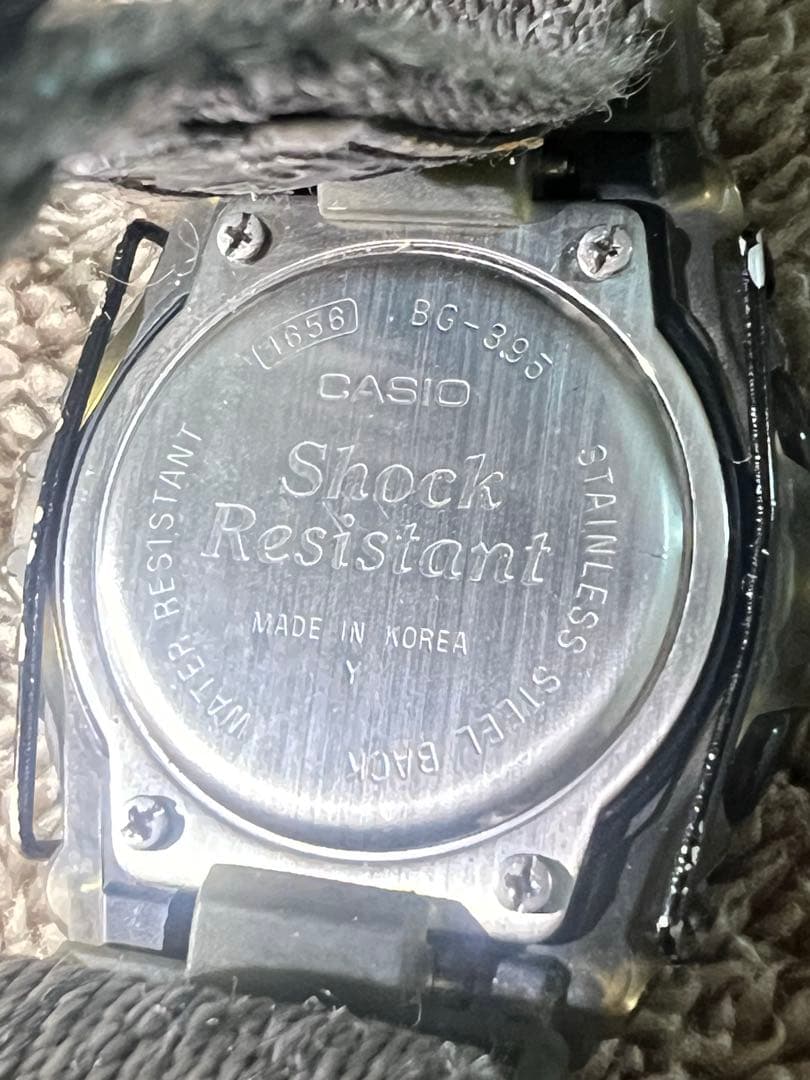 1656 BG-395
CASIO
Shock
Resistant
WATER RESISTANT
STAINLESS STEEL BACK
MADE IN KOREA
Y